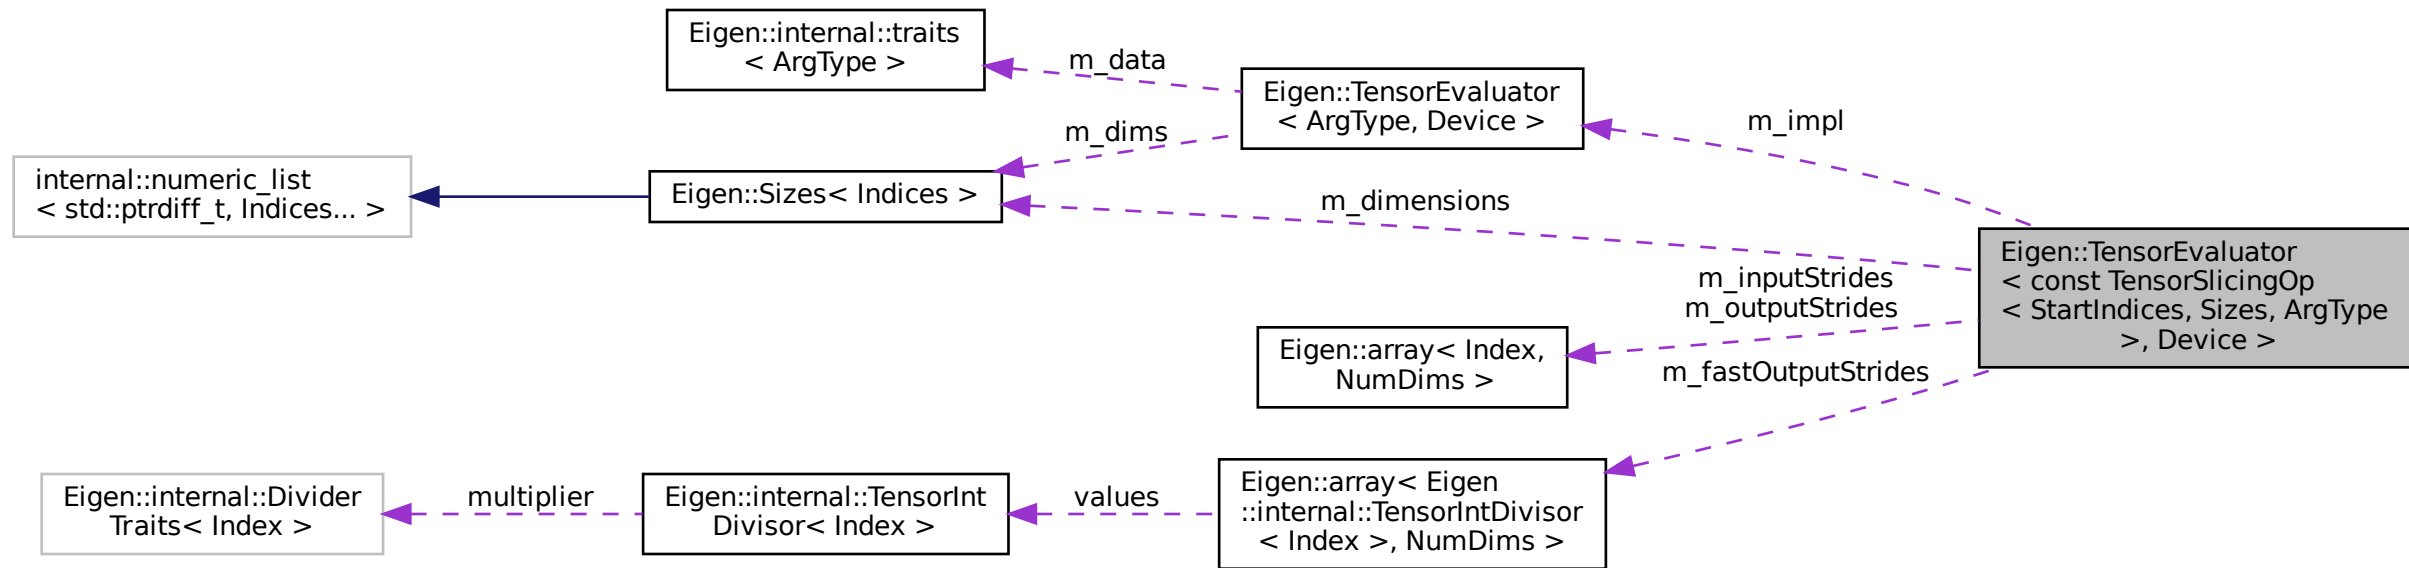 Eigen::internal::traits
< ArgType >
m_data
Eigen::TensorEvaluator
< ArgType, Device >
m_impl
m_dims
internal::numeric_list
< std::ptrdiff_t, Indices... >
Eigen::Sizes< Indices >
m_dimensions
Eigen::TensorEvaluator
< const TensorSlicingOp
< StartIndices, Sizes, ArgType
>, Device >
m_inputStrides
m_outputStrides
Eigen::array< Index,
NumDims >
m_fastOutputStrides
Eigen::internal::Divider
Traits< Index >
multiplier
Eigen::internal::TensorInt
Divisor< Index >
values
Eigen::array< Eigen
::internal::TensorIntDivisor
< Index >, NumDims >